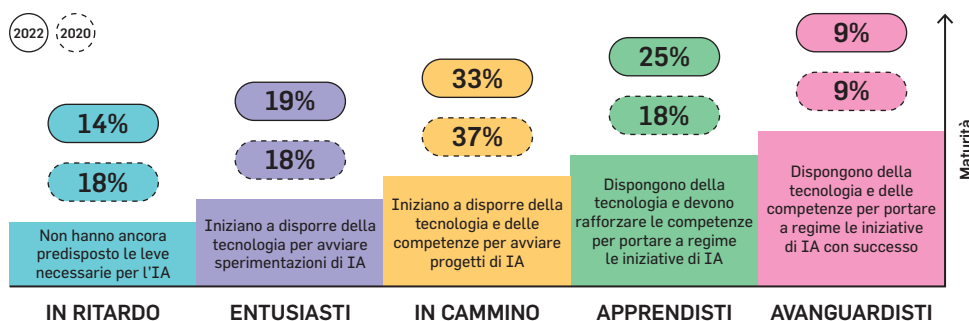 2022
2020
14%
18%
Non hanno ancora
predisposto le leve
necessarie per l'IA
IN RITARDO
19%
18%
Iniziano a disporre della
tecnologia per avviare
sperimentazioni di IA
ENTUSIASTI
33%
37%
Iniziano a disporre della
tecnologia e delle
competenze per avviare
progetti di IA
IN CAMMINO
25%
18%
Dispongono della
tecnologia e devono
rafforzare le competenze
per portare a regime
le iniziative di IA
APPRENDISTI
9%
9%
Dispongono della
tecnologia e delle
competenze per portare
a regime le iniziative
di IA con successo
AVANGUARDISTI
Maturità